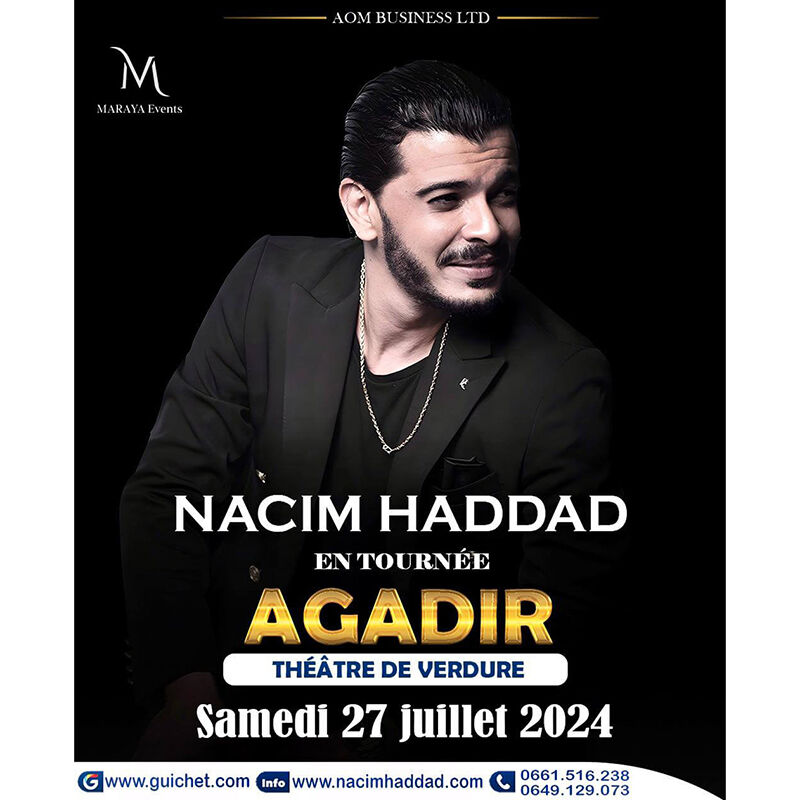 AOM BUSINESS LTD
MARAYA Events
NACIM HADDAD
EN TOURNÉE
AGADIR
THÉÂTRE DE VERDURE
Samedi 27 juillet 2024
G www.guichet.com Info www.nacimhaddad.com 0661.516.238
0649.129.073